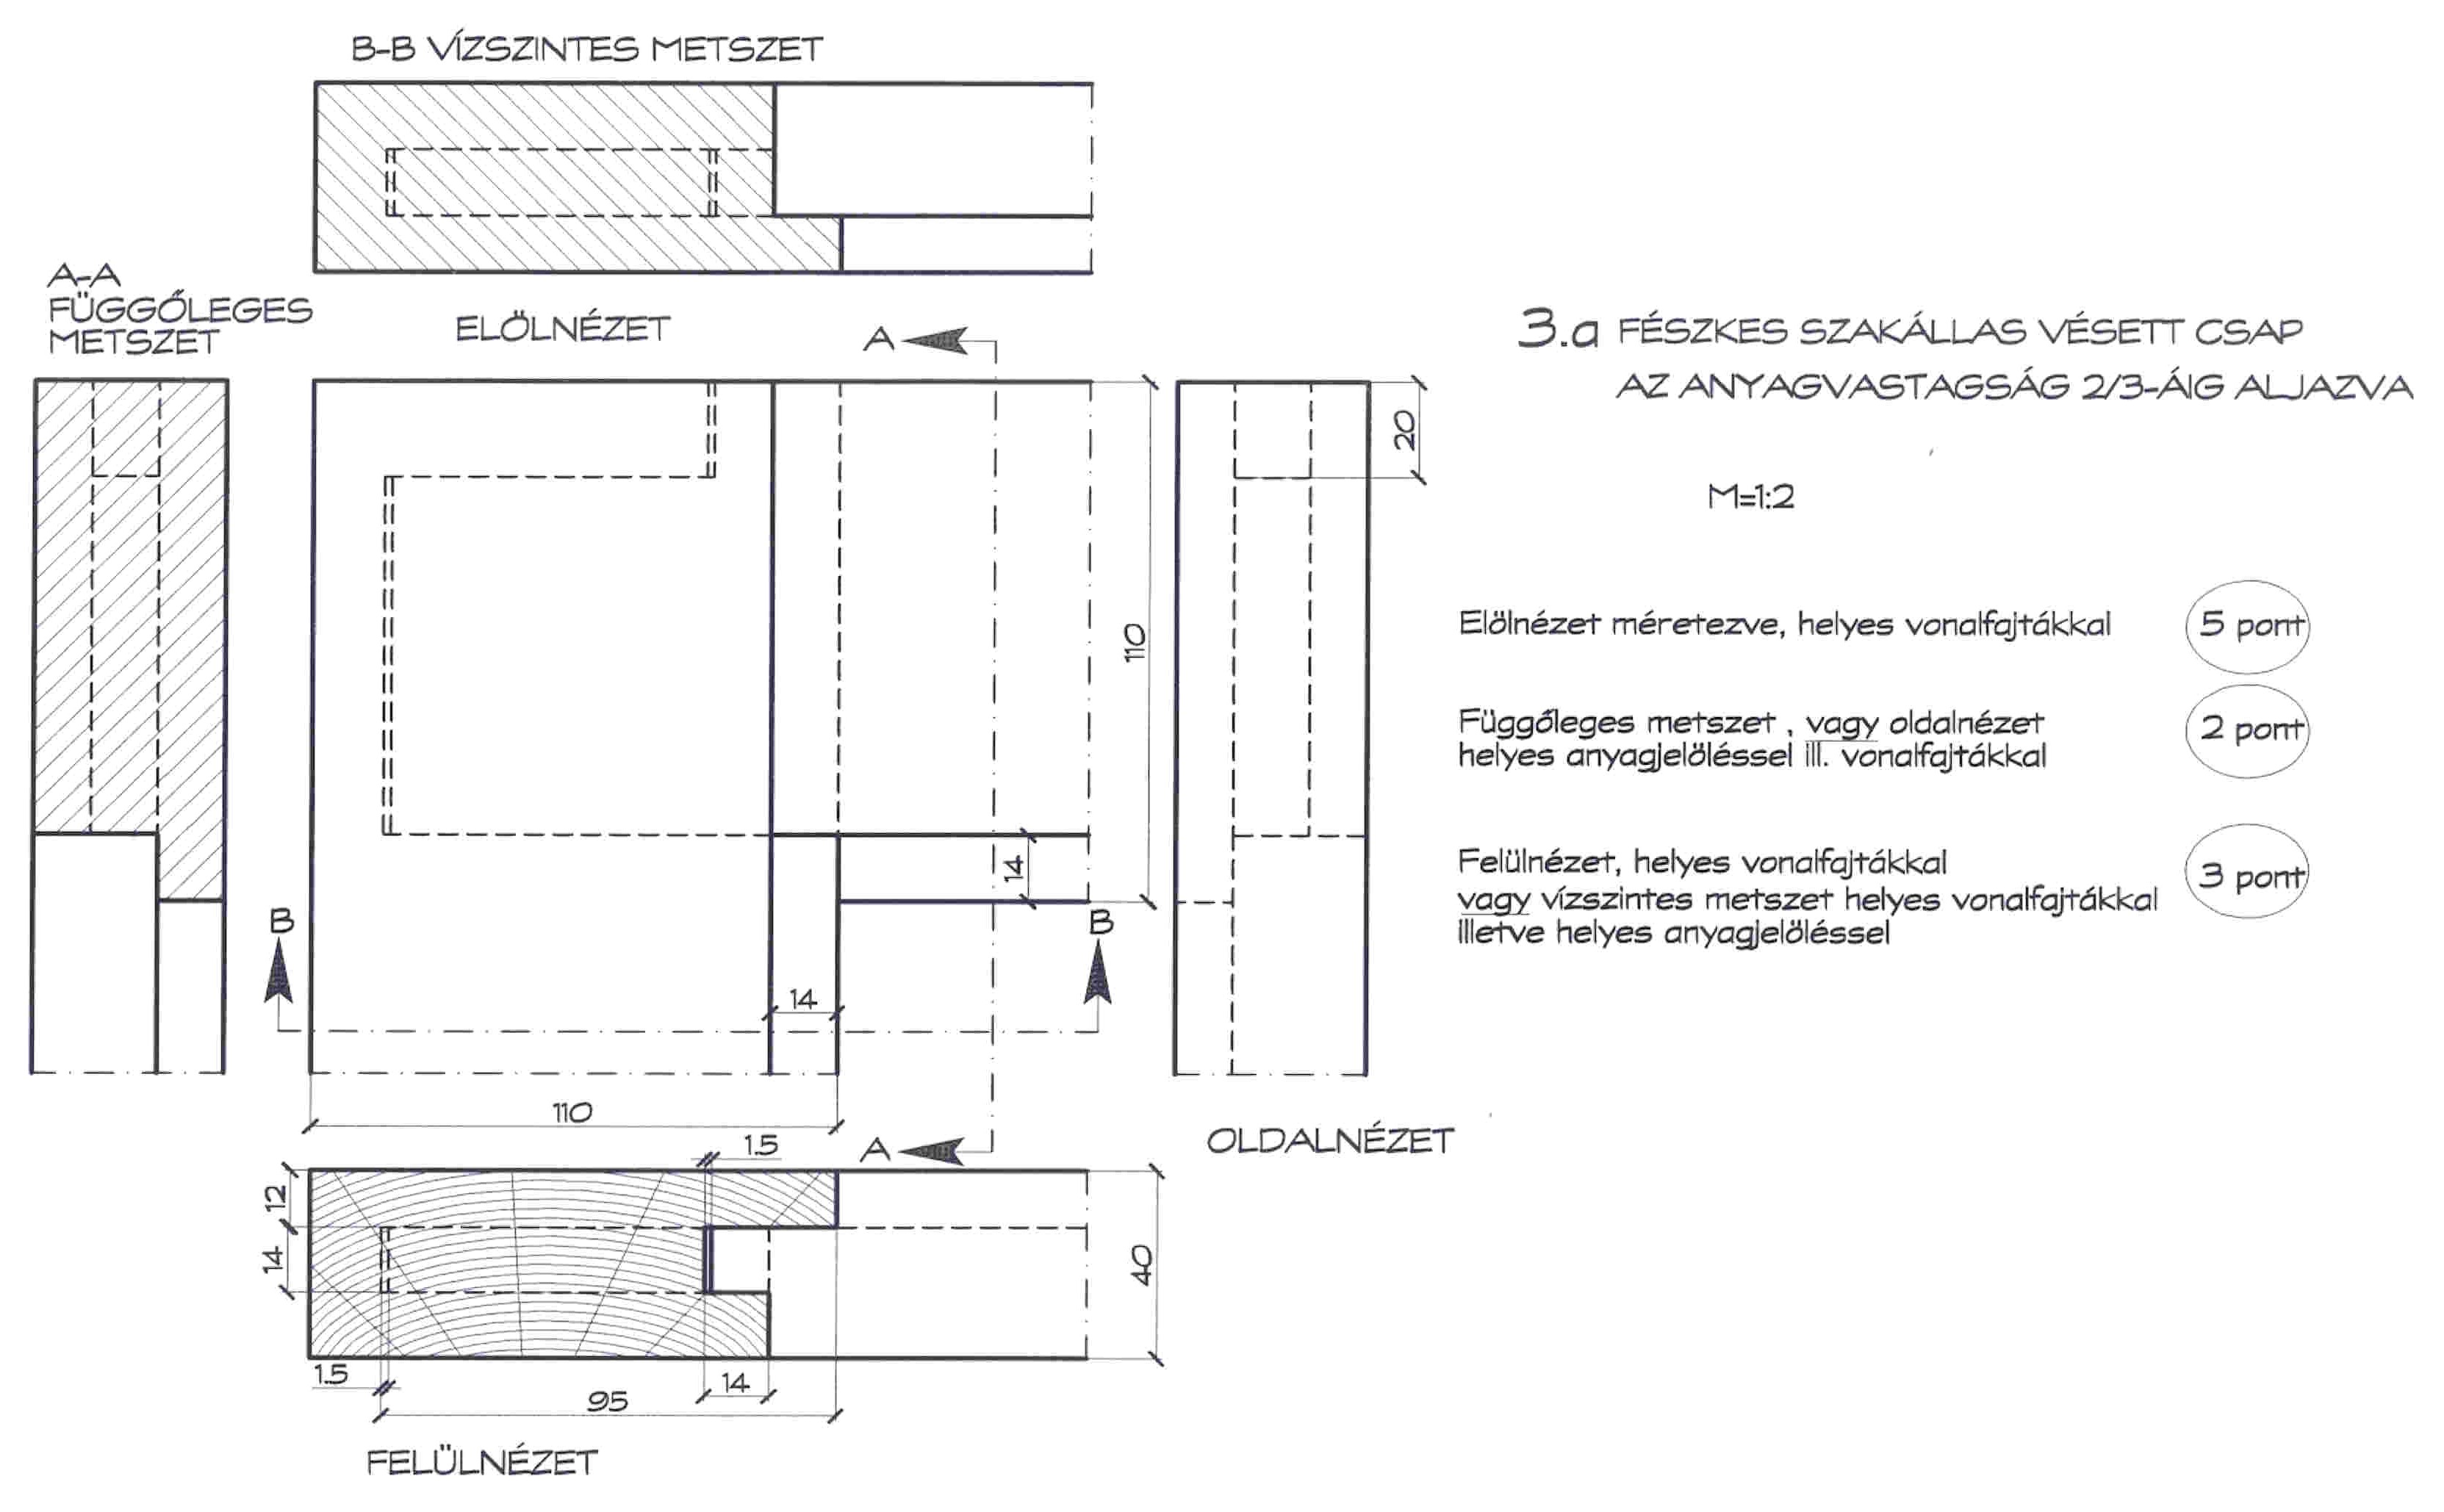 B-B VÍZSZINTES METSZET
A-A
FÜGGŐLEGES
METSZET
ELÖLNÉZET
A
3.a FÉSZKES SZAKÁLLAS VÉSETT CSAP
AZ ANYAGVASTAGSÁG 2/3-ÁIG ALJAZVA
20
M=1:2
110
Elölnézet méretezve, helyes vonalfajtákkal
5 pont
Függőleges metszet, vagy oldalnézet
helyes anyagjelöléssel ill. vonalfajtákkal
2 pont
14
Felülnézet, helyes vonalfajtákkal
vagy vízszintes metszet helyes vonalfajtákkal
illetve helyes anyagjelöléssel
3 pont
B
B
14
110
A
1.5
OLDALNÉZET
12
14
40
1.5
14
95
FELÜLNÉZET